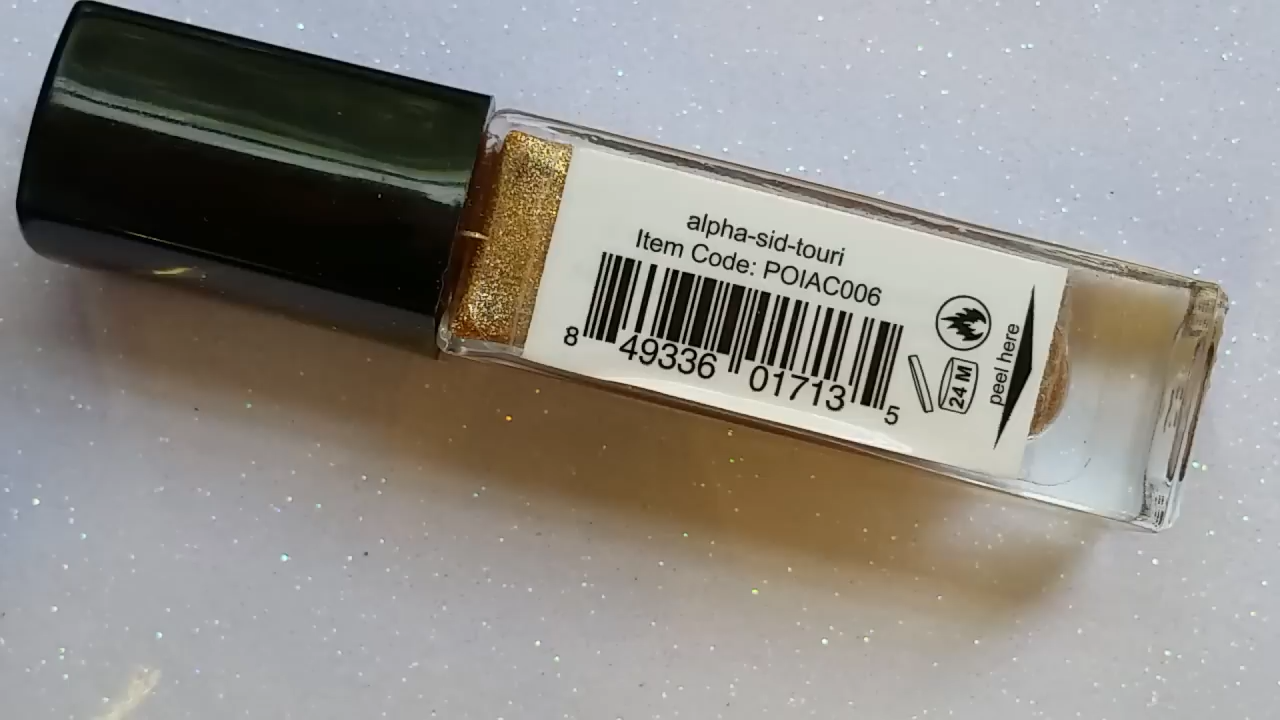 alpha-sid-touri
Item Code: POIAC006
8 49336 01713 5
24 M
peel here